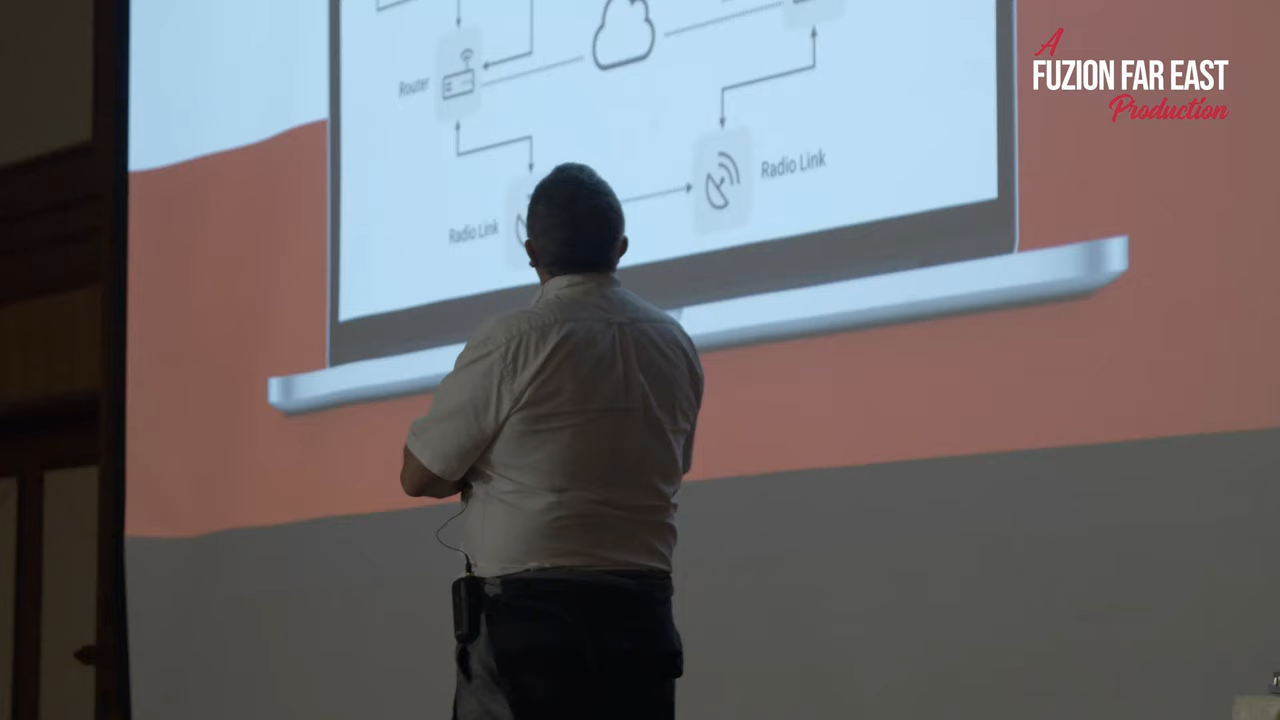 A
FUZION FAR EAST
Production
Router
Radio Link
Radio Link